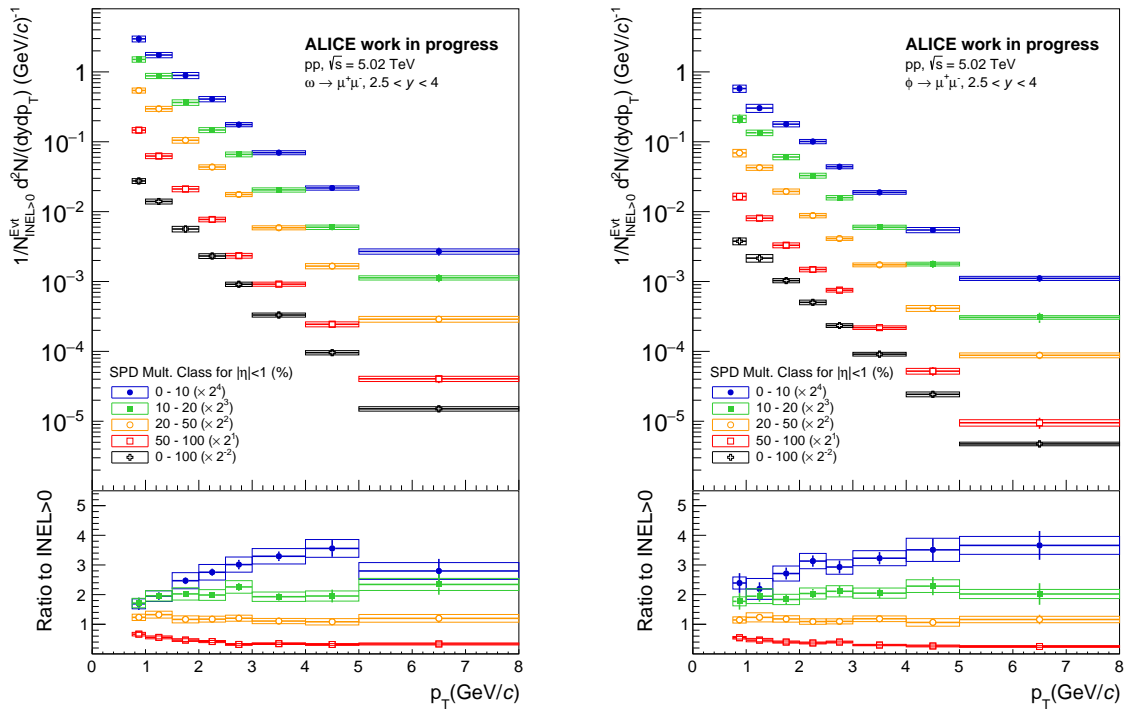 ALICE work in progress
pp, √s = 5.02 TeV
ω → μ⁺μ⁻, 2.5 < y < 4
1/N^Evt_INEL>0 d²N/(dydp_T) (GeV/c)⁻¹
1
10⁻¹
10⁻²
10⁻³
10⁻⁴
10⁻⁵
SPD Mult. Class for |η|<1 (%)
0 - 10 (× 2⁴)
10 - 20 (× 2³)
20 - 50 (× 2²)
50 - 100 (× 2¹)
0 - 100 (× 2⁻²)
Ratio to INEL>0
5
4
3
2
1
0 1 2 3 4 5 6 7 8
p_T(GeV/c)
ALICE work in progress
pp, √s = 5.02 TeV
ϕ → μ⁺μ⁻, 2.5 < y < 4
1/N^Evt_INEL>0 d²N/(dydp_T) (GeV/c)⁻¹
1
10⁻¹
10⁻²
10⁻³
10⁻⁴
10⁻⁵
SPD Mult. Class for |η|<1 (%)
0 - 10 (× 2⁴)
10 - 20 (× 2³)
20 - 50 (× 2²)
50 - 100 (× 2¹)
0 - 100 (× 2⁻²)
Ratio to INEL>0
5
4
3
2
1
0 1 2 3 4 5 6 7 8
p_T(GeV/c)